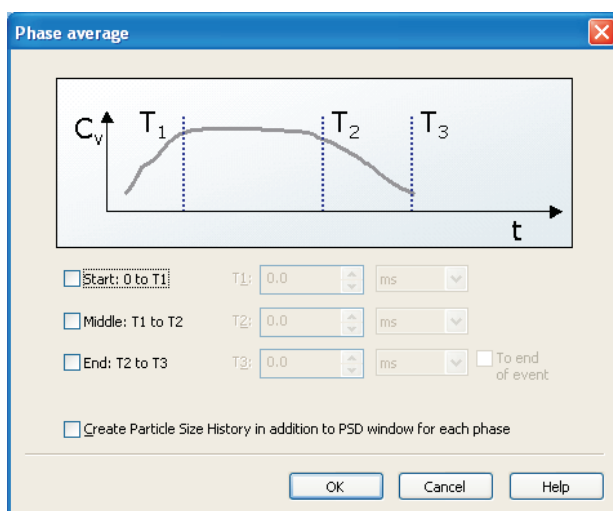 Phase average
Cv T1 T2 T3
t
Start: 0 to T1 T1: 0.0 ms
Middle: T1 to T2 T2: 0.0 ms
End: T2 to T3 T3: 0.0 ms To end
of event
Create Particle Size History in addition to PSD window for each phase
OK Cancel Help